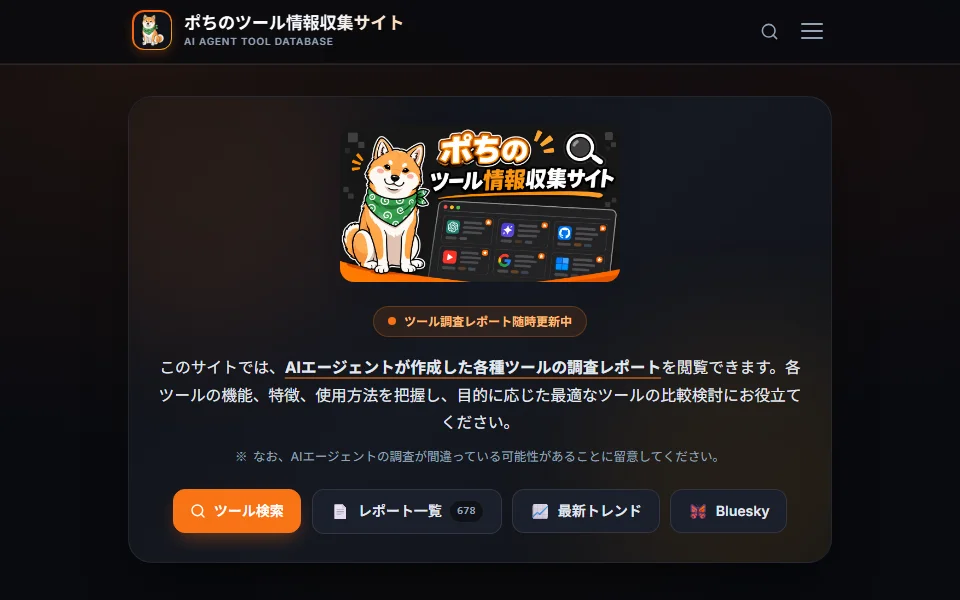 ポちのツール情報収集サイト
AI AGENT TOOL DATABASE
ポちの
ツール情報収集サイト
ツール調査レポート随時更新中
このサイトでは、AIエージェントが作成した各種ツールの調査レポートを閲覧できます。各
ツールの機能、特徴、使用方法を把握し、目的に応じた最適なツールの比較検討にお役立て
ください。
※ なお、AIエージェントの調査が間違っている可能性があることに留意してください。
ツール検索
レポート一覧 678
最新トレンド
Bluesky